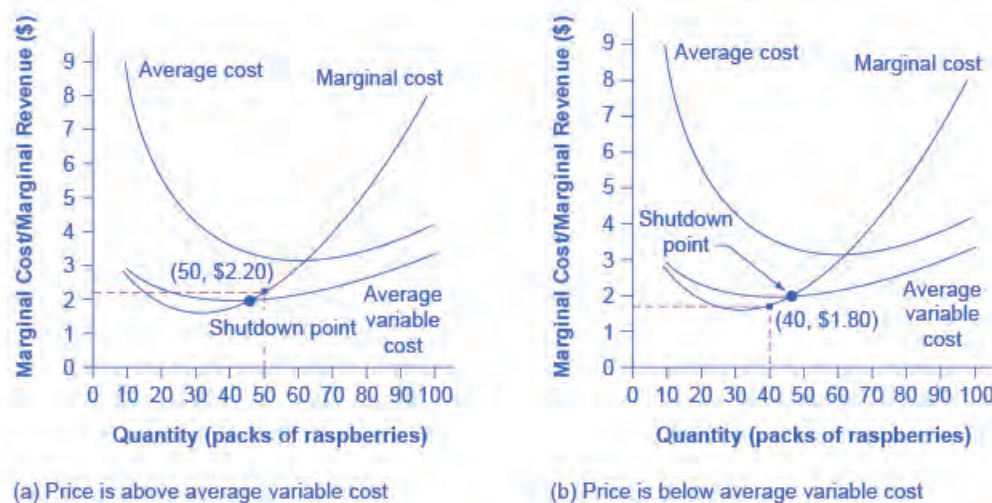 Marginal Cost/Marginal Revenue ($)
9
8
7
6
5
4
3
2
1
0
Average cost
Marginal cost
(50, $2.20)
Shutdown point
Average
variable
cost
0 10 20 30 40 50 60 70 80 90 100
Quantity (packs of raspberries)
(a) Price is above average variable cost
Marginal Cost/Marginal Revenue ($)
9
8
7
6
5
4
3
2
1
0
Average cost
Marginal cost
Shutdown
point
(40, $1.80)
Average
variable
cost
0 10 20 30 40 50 60 70 80 90 100
Quantity (packs of raspberries)
(b) Price is below average variable cost